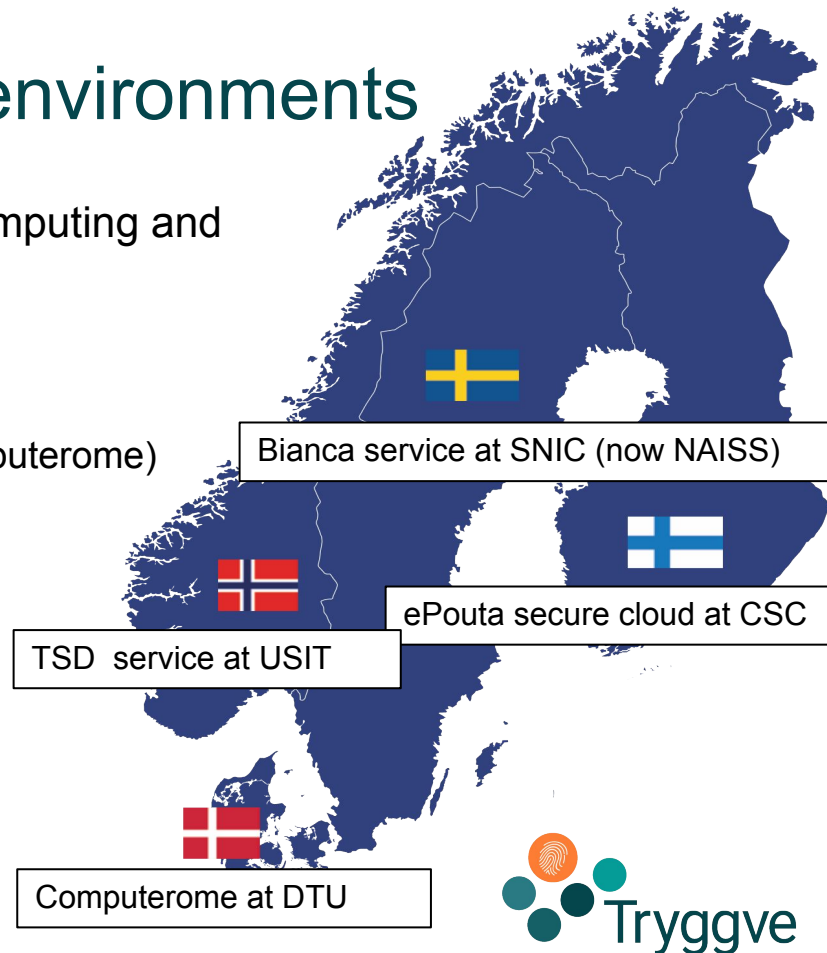 environments
mputing and
puterome)
Bianca service at SNIC (now NAISS)
ePouta secure cloud at CSC
TSD service at USIT
Computerome at DTU
Tryggve